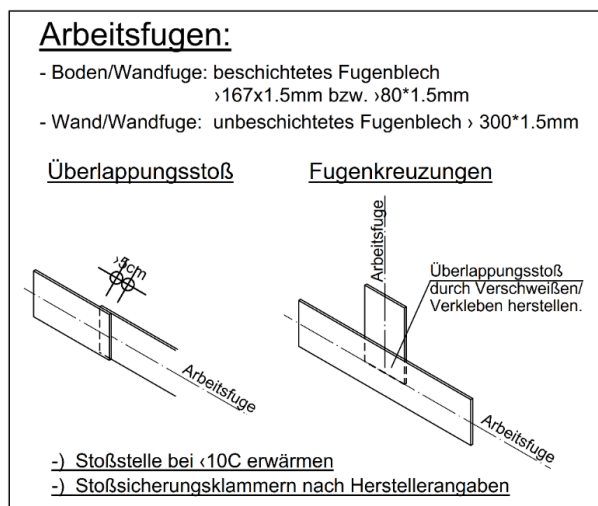 Arbeitsfugen:
- Boden/Wandfuge: beschichtetes Fugenblech
›167x1.5mm bzw. ›80*1.5mm
- Wand/Wandfuge: unbeschichtetes Fugenblech › 300*1.5mm
Überlappungsstoß
Fugenkreuzungen
›5cm
Arbeitsfuge
Arbeitsfuge
Überlappungsstoß
durch Verschweißen/
Verkleben herstellen.
Arbeitsfuge
-) Stoßstelle bei ‹10C erwärmen
-) Stoßsicherungsklammern nach Herstellerangaben